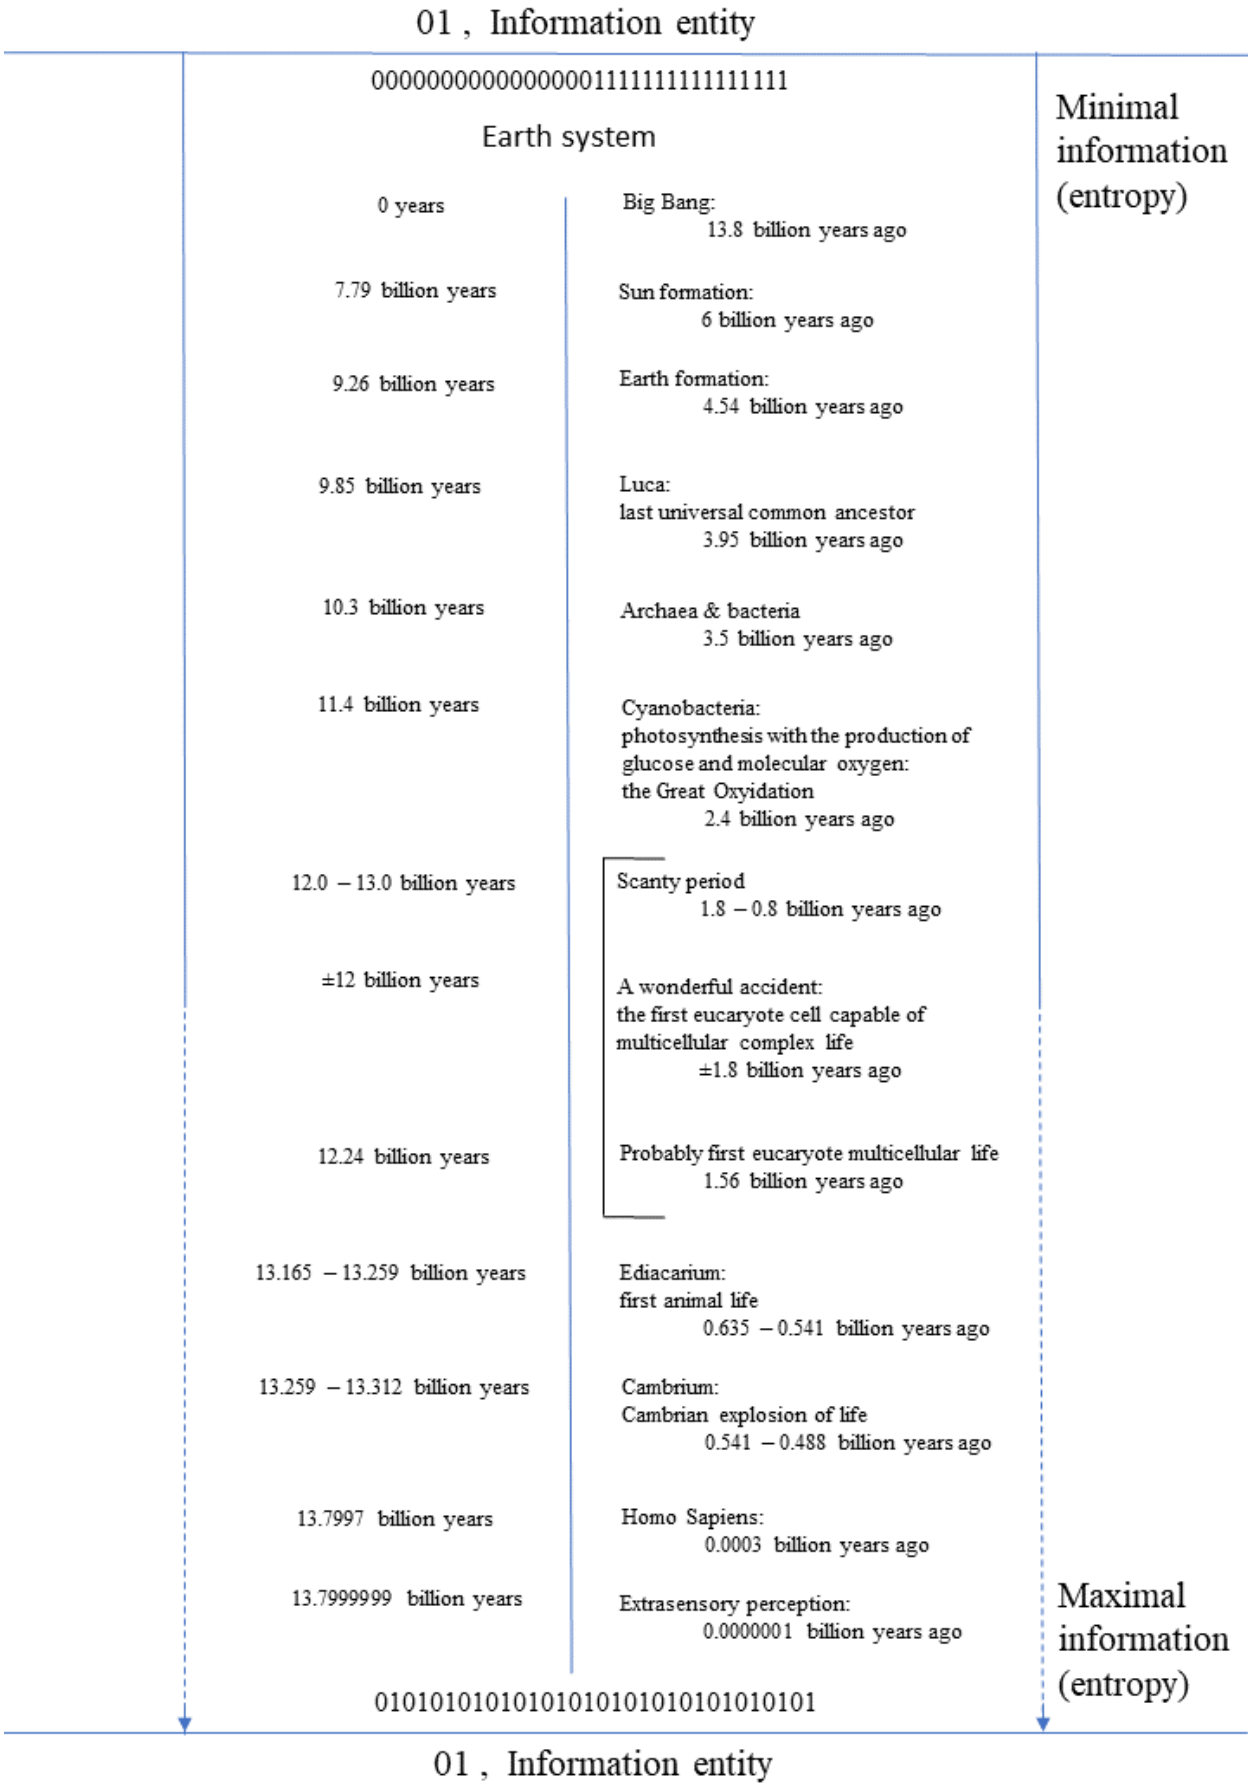 01 , Information entity
000000000000000011111111111111
Minimal
information
(entropy)
Earth system
0 years
Big Bang:
13.8 billion years ago
7.79 billion years
Sun formation:
6 billion years ago
9.26 billion years
Earth formation:
4.54 billion years ago
9.85 billion years
Luca:
last universal common ancestor
3.95 billion years ago
10.3 billion years
Archaea & bacteria
3.5 billion years ago
11.4 billion years
Cyanobacteria:
photosynthesis with the production of
glucose and molecular oxygen:
the Great Oxyidation
2.4 billion years ago
12.0 – 13.0 billion years
Scanty period
1.8 – 0.8 billion years ago
±12 billion years
A wonderful accident:
the first eucaryote cell capable of
multicellular complex life
±1.8 billion years ago
12.24 billion years
Probably first eucaryote multicellular life
1.56 billion years ago
13.165 – 13.259 billion years
Ediacarium:
first animal life
0.635 – 0.541 billion years ago
13.259 – 13.312 billion years
Cambrium:
Cambrian explosion of life
0.541 – 0.488 billion years ago
13.7997 billion years
Homo Sapiens:
0.0003 billion years ago
13.7999999 billion years
Extrasensory perception:
0.0000001 billion years ago
Maximal
information
(entropy)
01010101010101010101010101010101
01 , Information entity